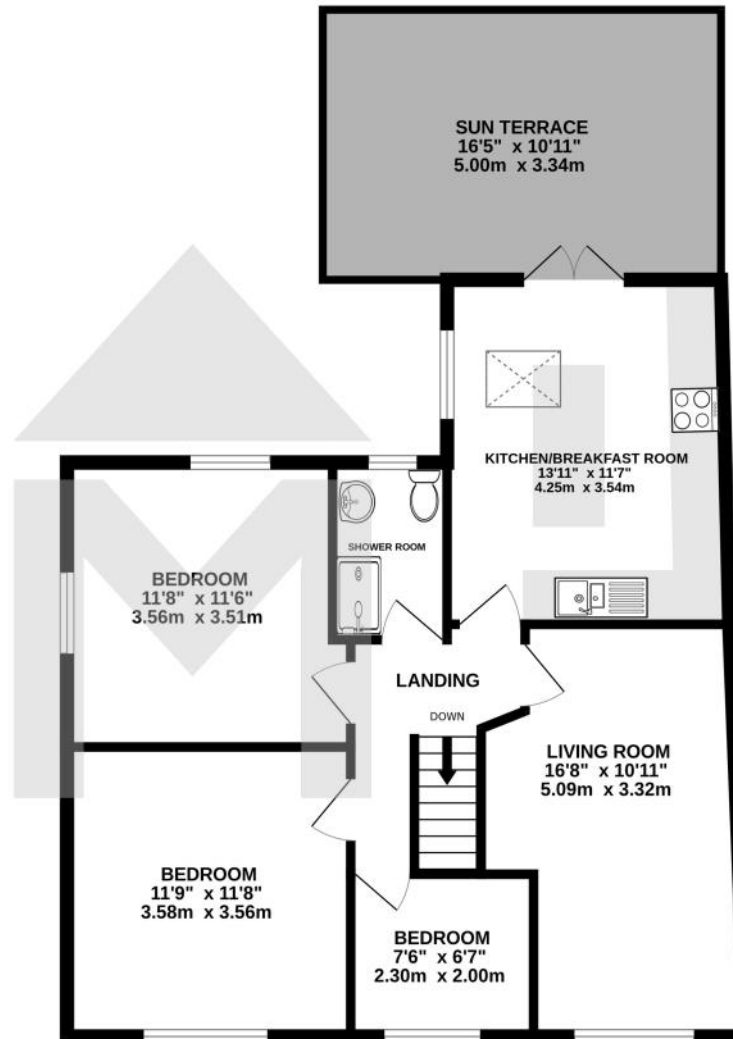 SUN TERRACE
16'5" x 10'11"
5.00m x 3.34m
KITCHEN/BREAKFAST ROOM
13'11" x 11'7"
4.25m x 3.54m
SHOWER ROOM
BEDROOM
11'8" x 11'6"
3.56m x 3.51m
LANDING
DOWN
LIVING ROOM
16'8" x 10'11"
5.09m x 3.32m
BEDROOM
11'9" x 11'8"
3.58m x 3.56m
BEDROOM
7'6" x 6'7"
2.30m x 2.00m